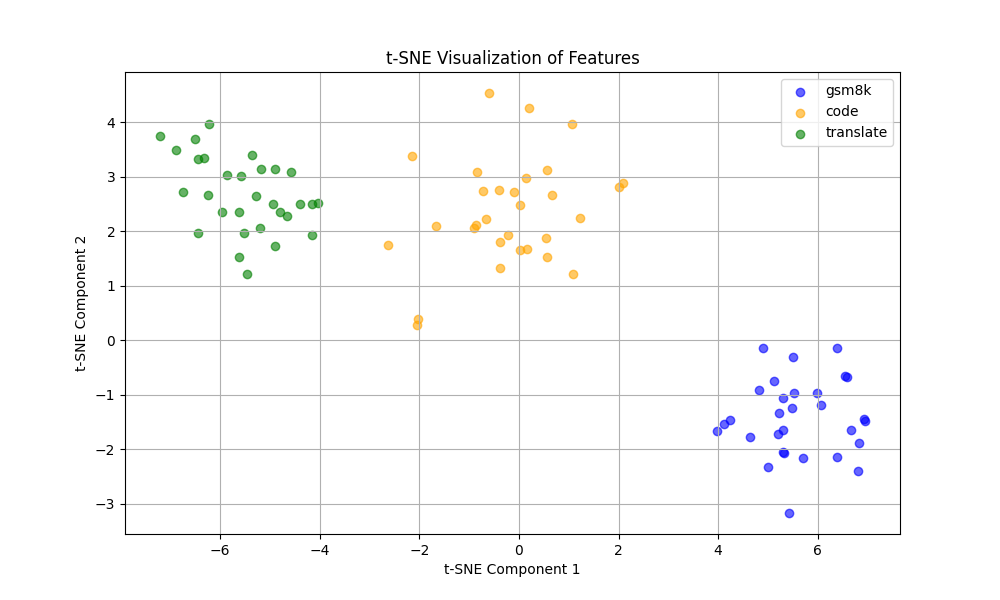 t-SNE Visualization of Features
gsm8k
code
translate
4
3
2
1
0
−1
−2
−3
t-SNE Component 2
−6
−4
−2
0
2
4
6
t-SNE Component 1